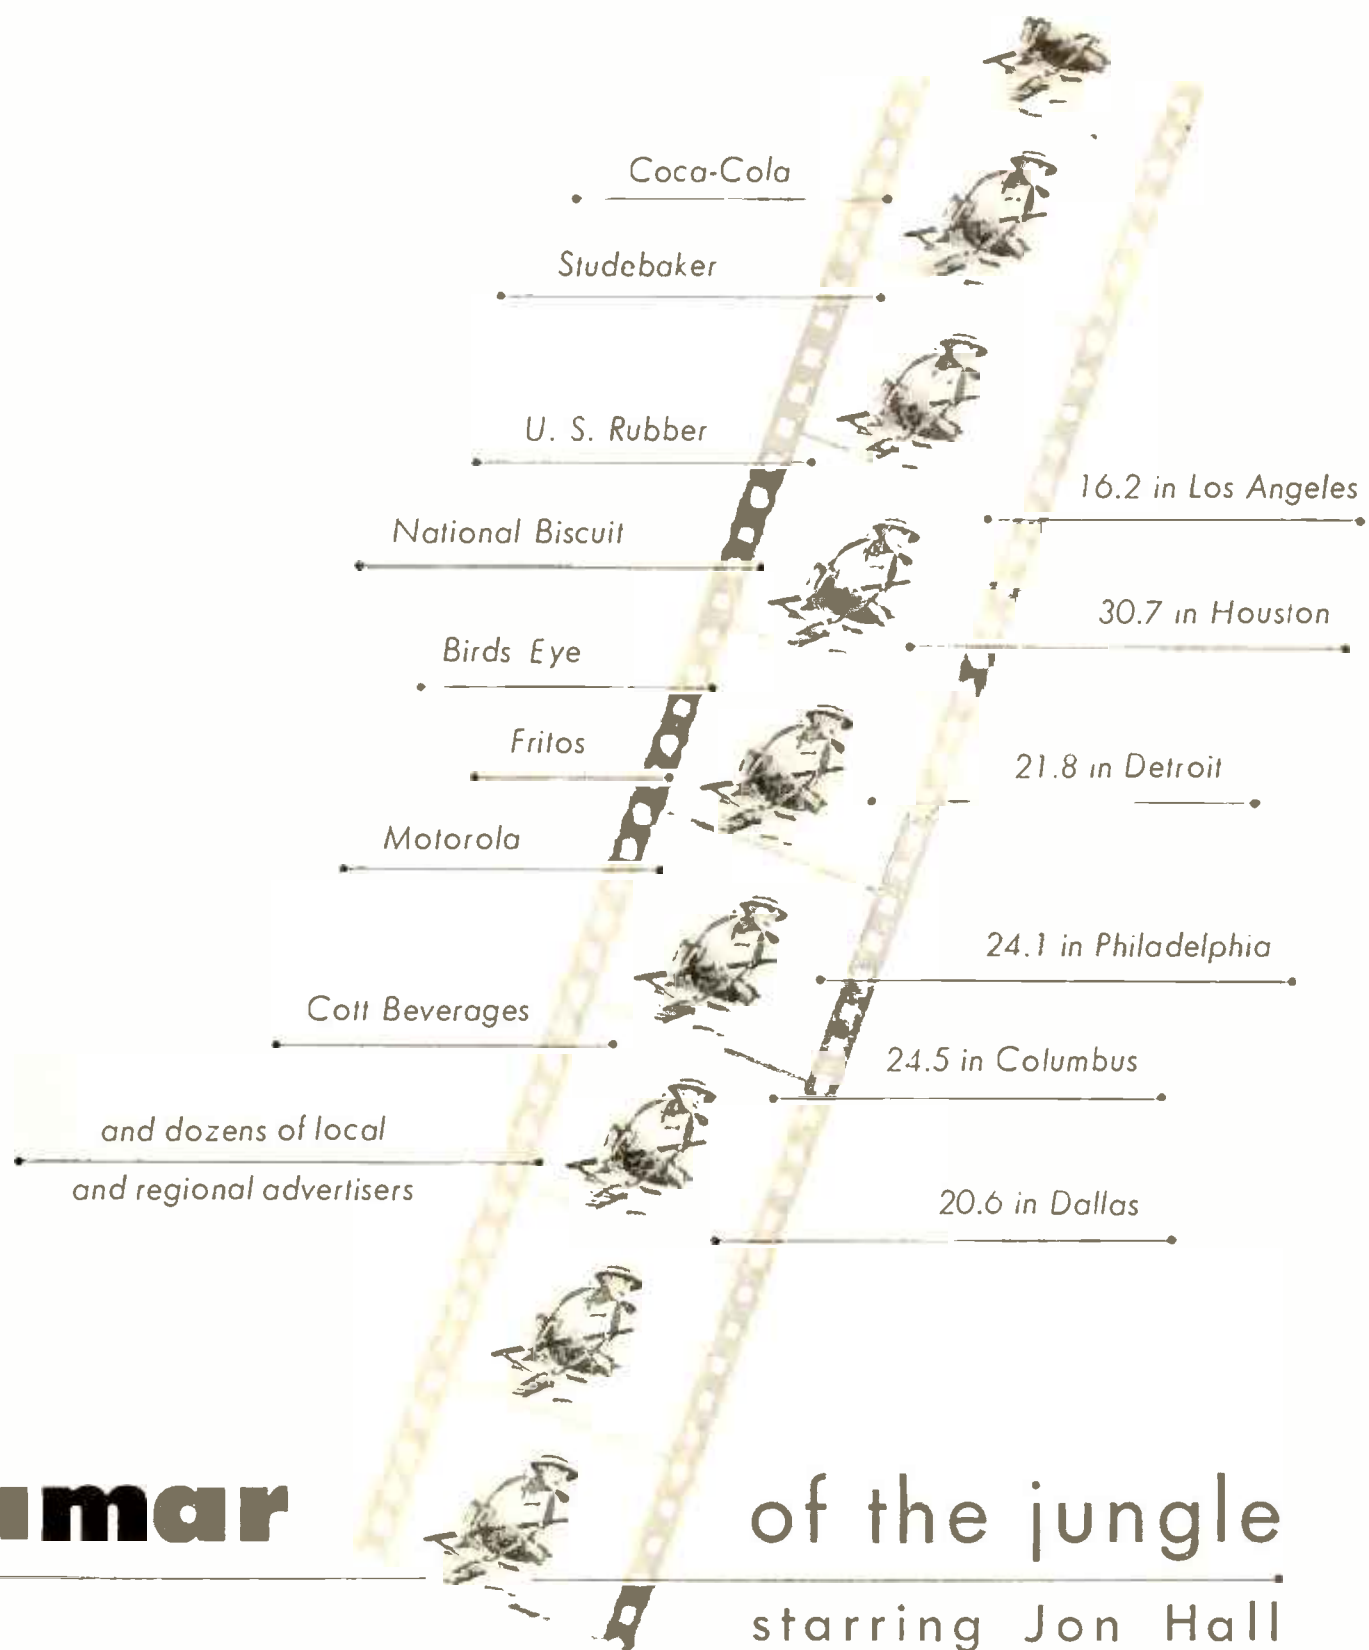 Coca-Cola
Studebaker
U. S. Rubber
National Biscuit
Birds Eye
Fritos
Motorola
Cott Beverages
and dozens of local
and regional advertisers
16.2 in Los Angeles
30.7 in Houston
21.8 in Detroit
24.1 in Philadelphia
24.5 in Columbus
20.6 in Dallas
amar of the jungle
starring Jon Hall